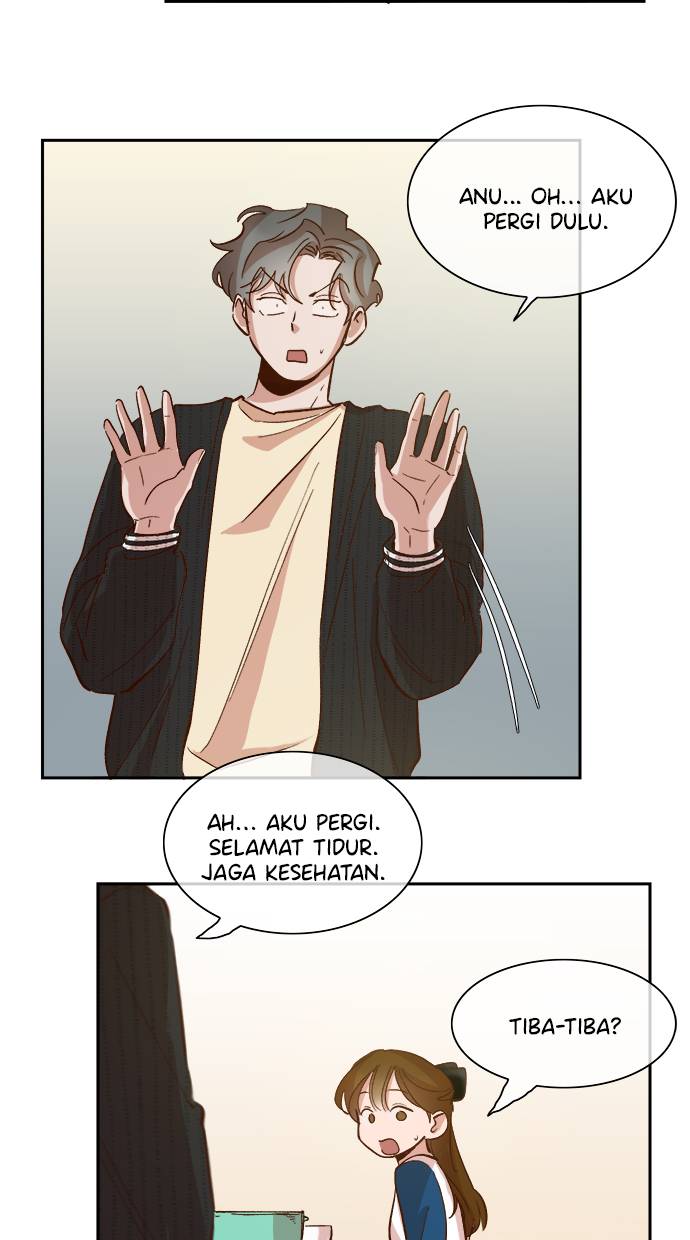 ANU... OH... AKU
PERGI DULU.
AH... AKU PERGI.
SELAMAT TIDUR.
JAGA KESEHATAN.
TIBA-TIBA?